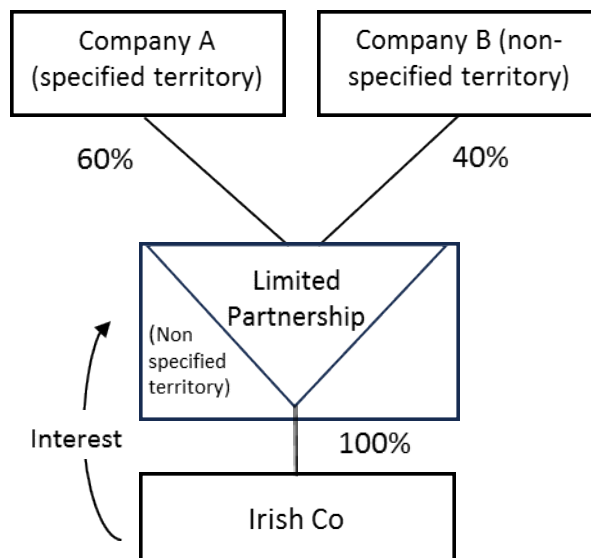 Company A
(specified territory)
Company B (non-
specified territory)
60%
40%
Limited
Partnership
(Non
specified
territory)
Interest
100%
Irish Co